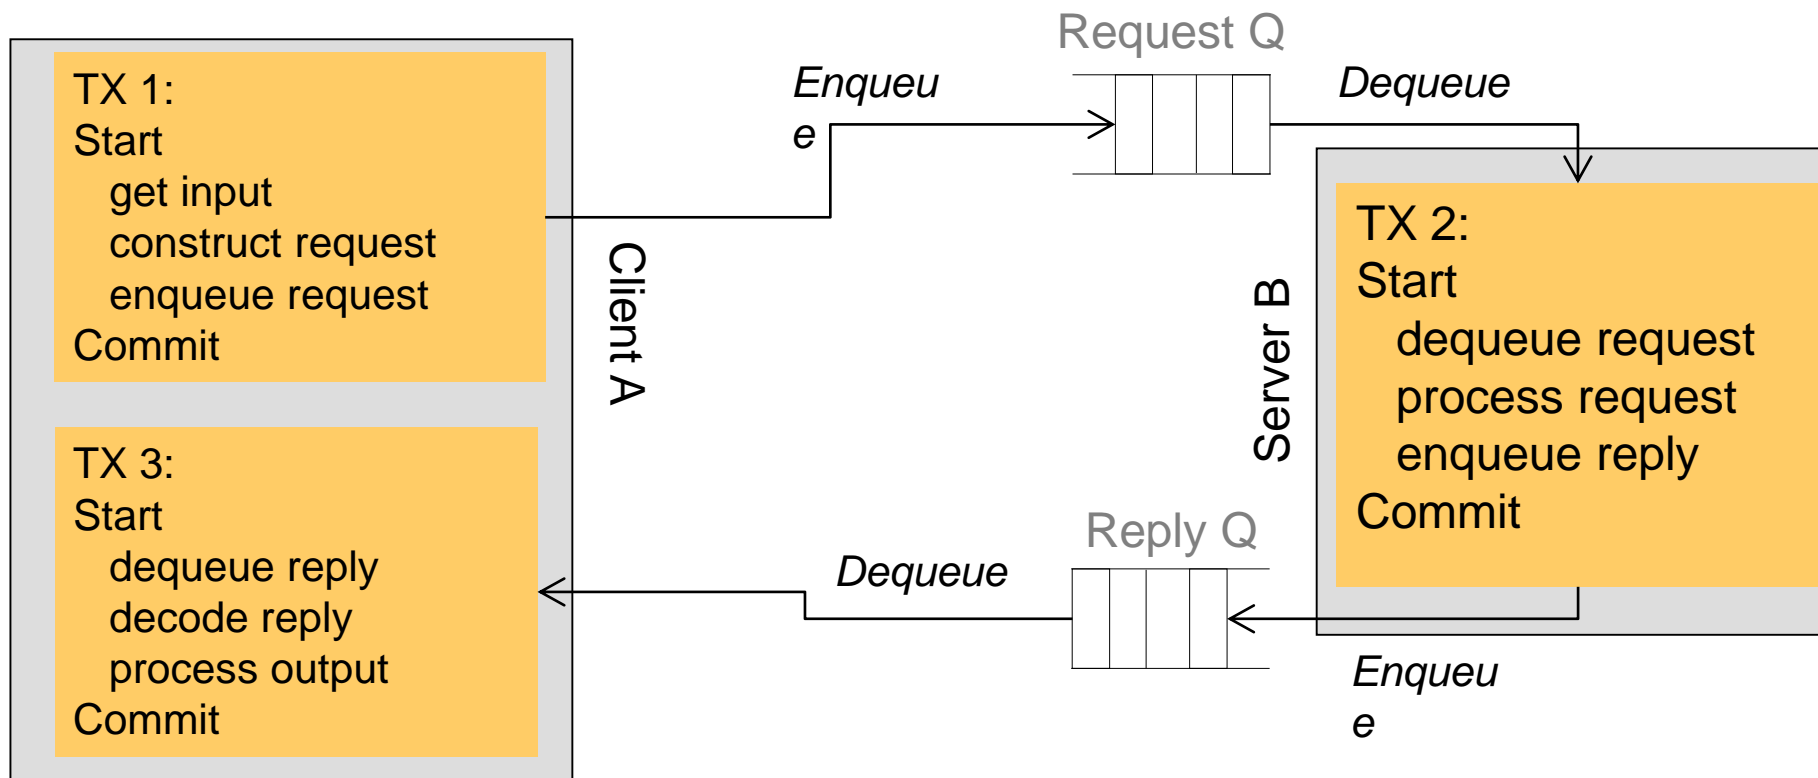 TX 1:
Start
get input
construct request
enqueue request
Commit
Client A
TX 3:
Start
dequeue reply
decode reply
process output
Commit
Enqueu
e
Request Q
Dequeue
Server B
TX 2:
Start
dequeue request
process request
enqueue reply
Commit
Reply Q
Dequeue
Enqueu
e